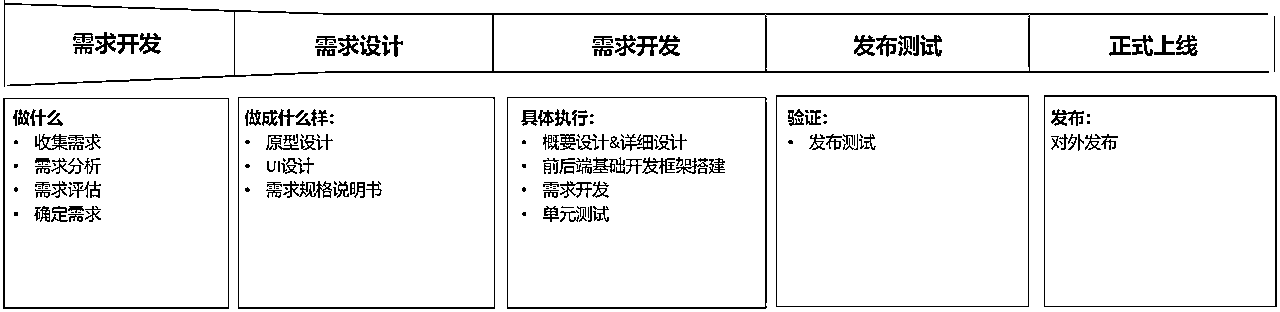 需求开发
需求设计
需求开发
发布测试
正式上线
做什么
• 收集需求
• 需求分析
• 需求评估
• 确定需求
做成什么样：
• 原型设计
• UI设计
• 需求规格说明书
具体执行：
• 概要设计&详细设计
• 前后端基础开发框架搭建
• 需求开发
• 单元测试
验证：
• 发布测试
发布：
对外发布